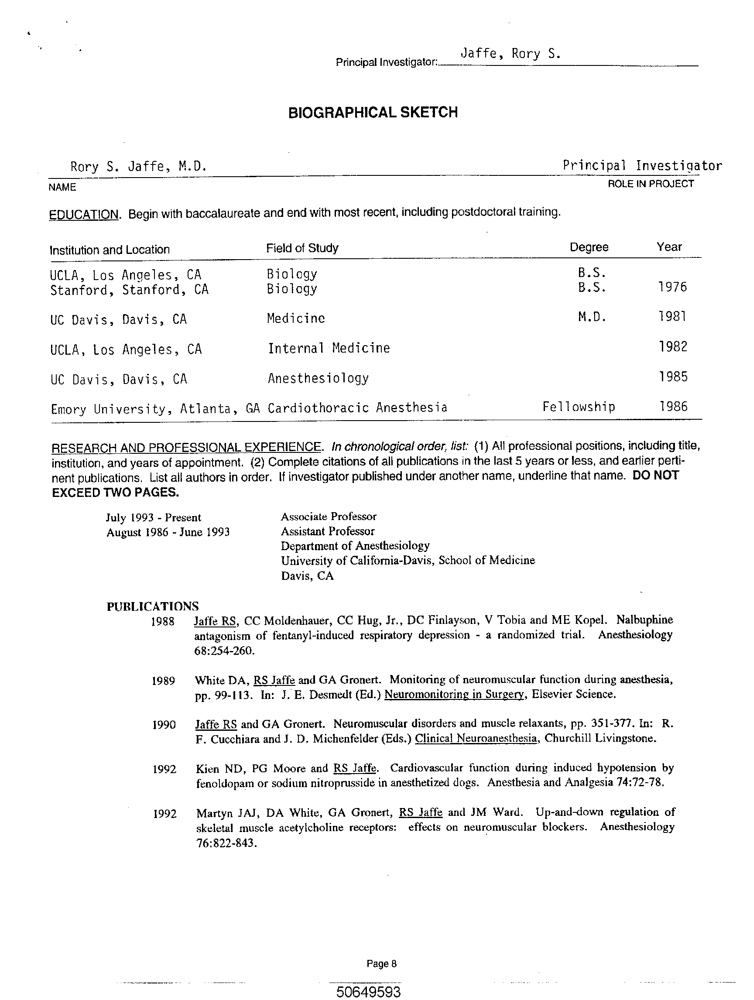 Principal Investigator: Jaffe, Rory S.
BIOGRAPHICAL SKETCH
Rory S. Jaffe, M.D. Principal Investigator
NAME ROLE IN PROJECT
EDUCATION. Begin with baccalaureate and end with most recent, including postdoctoral training.
Institution and Location Field of Study Degree Year
UCLA, Los Angeles, CA Biology B.S.
Stanford, Stanford, CA Biology B.S. 1976
UC Davis, Davis, CA Medicine M.D. 1981
UCLA, Los Angeles, CA Internal Medicine 1982
UC Davis, Davis, CA Anesthesiology 1985
Emory University, Atlanta, GA Cardiothoracic Anesthesia Fellowship 1986
RESEARCH AND PROFESSIONAL EXPERIENCE. In chronological order, list: (1) All professional positions, including title,
institution, and years of appointment. (2) Complete citations of all publications in the last 5 years or less, and earlier perti-
nent publications. List all authors in order. If investigator published under another name, underline that name. DO NOT
EXCEED TWO PAGES.
July 1993 - Present Associate Professor
August 1986 - June 1993 Assistant Professor
Department of Anesthesiology
University of California-Davis, School of Medicine
Davis, CA
PUBLICATIONS
1988 Jaffe RS, CC Moldenhauer, CC Hug, Jr., DC Finlayson, V Tobia and ME Kopel. Nalbuphine
antagonism of fentanyl-induced respiratory depression - a randomized trial. Anesthesiology
68:254-260.
1989 White DA, RS Jaffe and GA Gronert. Monitoring of neuromuscular function during anesthesia,
pp. 99-113. In: J. E. Desmedt (Ed.) Neuromonitoring in Surgery, Elsevier Science.
1990 Jaffe RS and GA Gronert. Neuromuscular disorders and muscle relaxants, pp. 351-377. In: R.
F. Cucchiara and J. D. Michenfelder (Eds.) Clinical Neuroanesthesia, Churchill Livingstone.
1992 Kien ND, PG Moore and RS Jaffe. Cardiovascular function during induced hypotension by
fenoldopam or sodium nitroprusside in anesthetized dogs. Anesthesia and Analgesia 74:72-78.
1992 Martyn JAJ, DA White, GA Gronert, RS Jaffe and JM Ward. Up-and-down regulation of
skeletal muscle acetylcholine receptors: effects on neuromuscular blockers. Anesthesiology
76:822-843.
Page 8
50649593